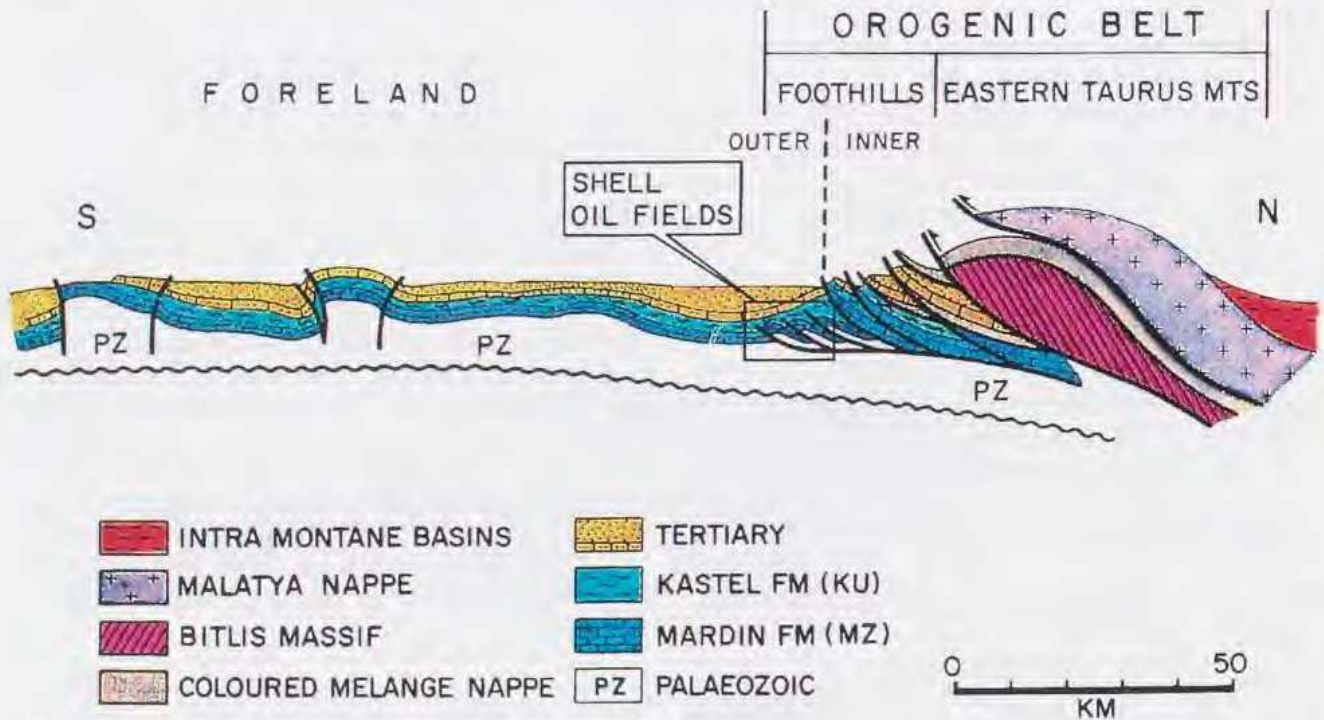 OROGENIC BELT
FORELAND
FOOTHILLS
EASTERN TAURUS MTS
OUTER
INNER
SHELL
OIL FIELDS
S
N
PZ
PZ
PZ
INTRA MONTANE BASINS
MALATYA NAPPE
BITLIS MASSIF
COLOURED MELANGE NAPPE
TERTIARY
KASTEL FM (KU)
MARDIN FM (MZ)
PZ PALAEOZOIC
0 50
KM